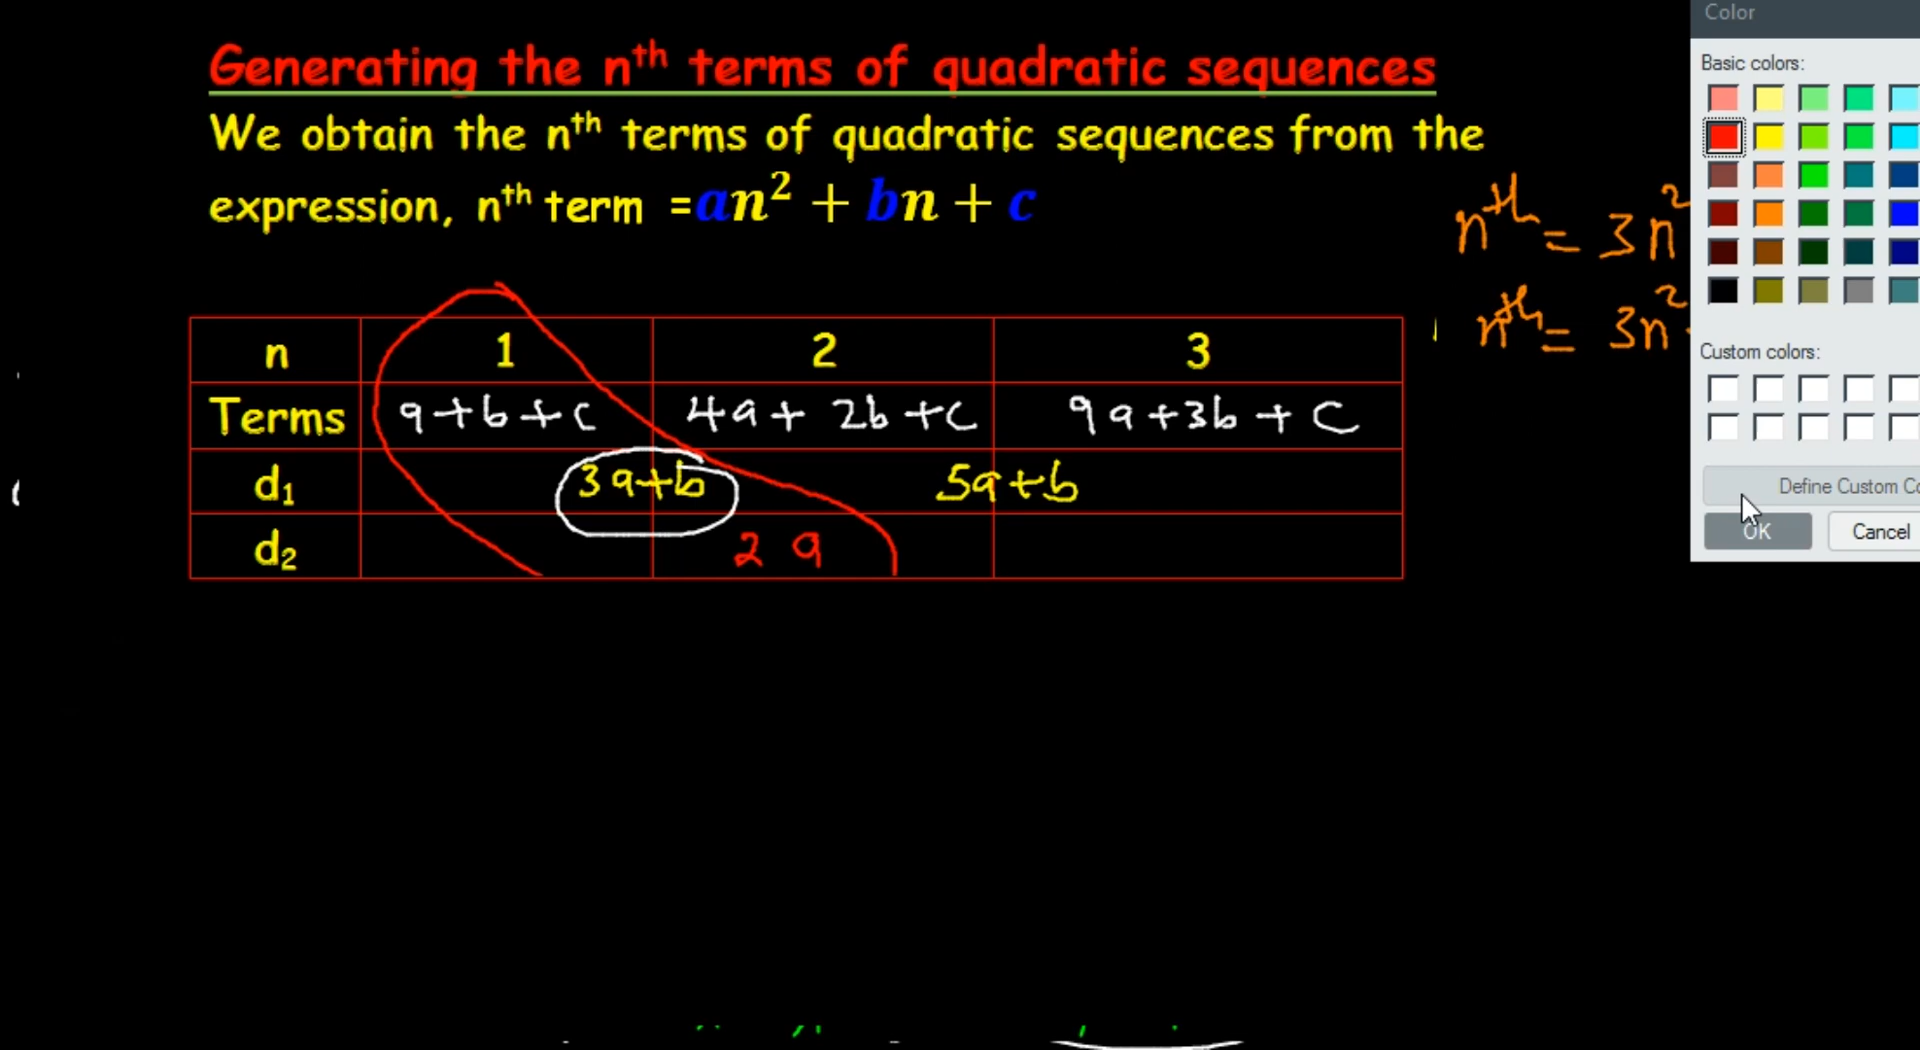 Generating the nth terms of quadratic sequences
We obtain the nth terms of quadratic sequences from the
expression, nth term =an² + bn + c
nth = 3n²
nth = 3n²
n 1 2 3
Terms a+b+c 4a+ 2b+c 9a+3b+ c
d₁ 3a+b 5a+b
d₂ 2a
Color
Basic colors:
Custom colors:
Define Custom Co
OK Cancel